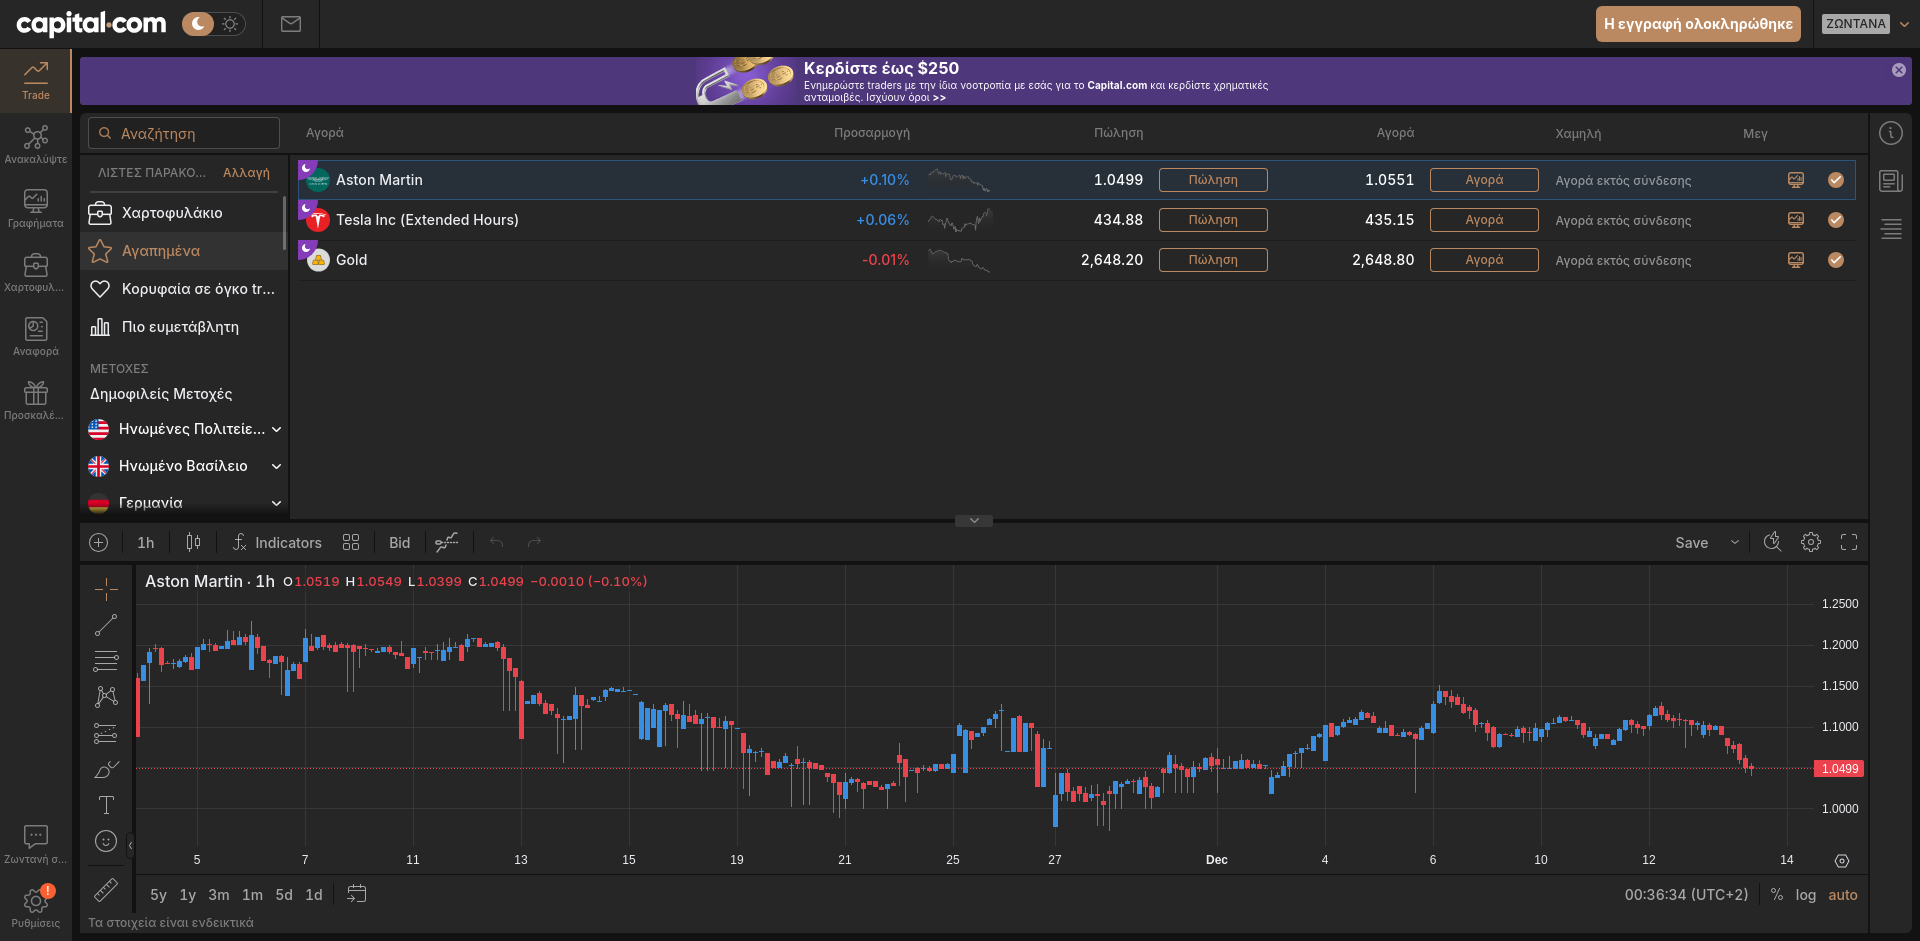 capital.com
Η εγγραφή ολοκληρώθηκε
ΖΩΝΤΑΝΑ
Trade
Ανακαλύψτε
Γραφήματα
Χαρτοφυλ...
Αναφορά
Προσκαλέ...
Ζωντανή σ...
Ρυθμίσεις
Κερδίστε έως $250
Ενημερώστε traders με την ίδια νοοτροπία με εσάς για το Capital.com και κερδίστε χρηματικές
ανταμοιβές. Ισχύουν όροι >>
Αναζήτηση
Αγορά Προσαρμογή Πώληση Αγορά Χαμηλή Μεγ
ΛΙΣΤΕΣ ΠΑΡΑΚΟ... Αλλαγή
Χαρτοφυλάκιο
Αγαπημένα
Κορυφαία σε όγκο tr...
Πιο ευμετάβλητη
ΜΕΤΟΧΕΣ
Δημοφιλείς Μετοχές
Ηνωμένες Πολιτείε...
Ηνωμένο Βασίλειο
Γερμανία
Aston Martin +0.10% 1.0499 Πώληση 1.0551 Αγορά Αγορά εκτός σύνδεσης
Tesla Inc (Extended Hours) +0.06% 434.88 Πώληση 435.15 Αγορά Αγορά εκτός σύνδεσης
Gold -0.01% 2,648.20 Πώληση 2,648.80 Αγορά Αγορά εκτός σύνδεσης
1h Indicators Bid Save
Aston Martin · 1h O1.0519 H1.0549 L1.0399 C1.0499 −0.0010 (−0.10%)
1.2500
1.2000
1.1500
1.1000
1.0499
1.0000
5 7 11 13 15 19 21 25 27 Dec 4 6 10 12 14
5y 1y 3m 1m 5d 1d 00:36:34 (UTC+2) % log auto
Τα στοιχεία είναι ενδεικτικά